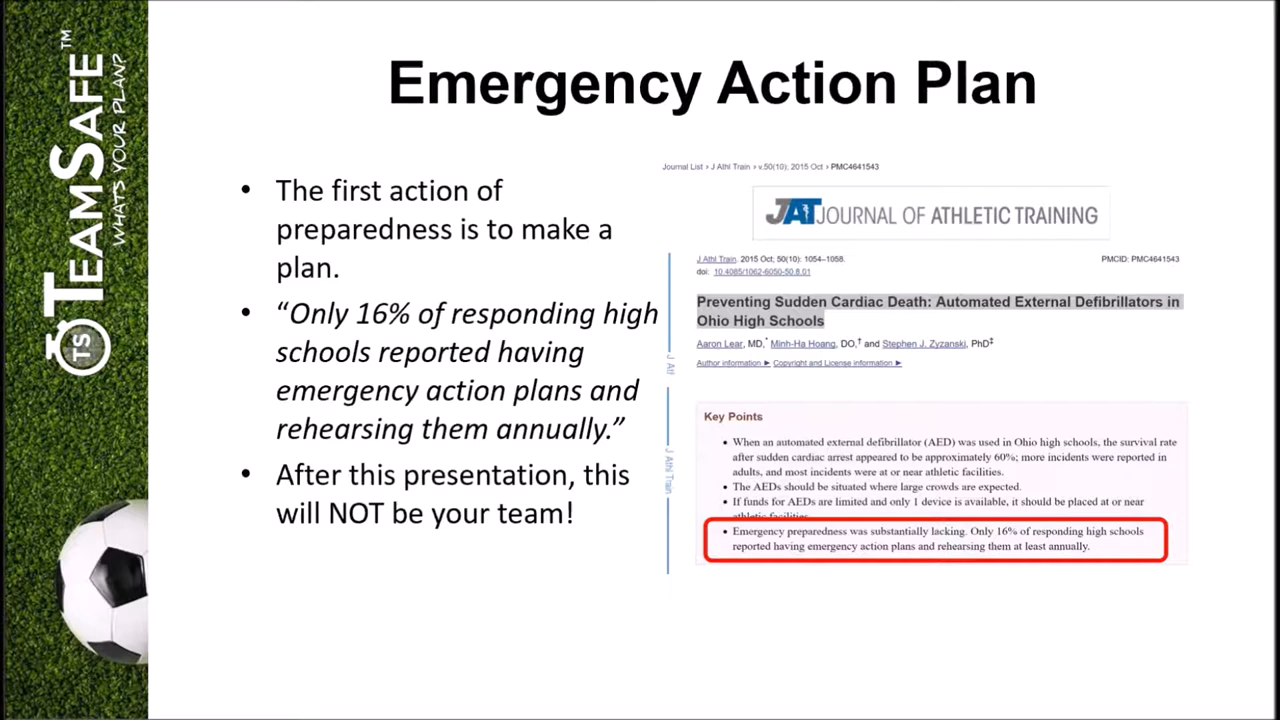 TEAMSAFE™
WHATS YOUR PLAN?
TS
Emergency Action Plan
• The first action of
preparedness is to make a
plan.
• “Only 16% of responding high
schools reported having
emergency action plans and
rehearsing them annually.”
• After this presentation, this
will NOT be your team!
Journal List > J Athl Train > v.50(10); 2015 Oct > PMC4641543
JAT JOURNAL OF ATHLETIC TRAINING
J Athl Train. 2015 Oct; 50(10): 1054–1058. PMCID: PMC4641543
doi: 10.4085/1062-6050-50.8.01
Preventing Sudden Cardiac Death: Automated External Defibrillators in
Ohio High Schools
Aaron Lear, MD,* Minh-Ha Hoang, DO,† and Stephen J. Zyzanski, PhD‡
Author information ► Copyright and License information ►
J Athl
J Athl Train
Key Points
• When an automated external defibrillator (AED) was used in Ohio high schools, the survival rate
after sudden cardiac arrest appeared to be approximately 60%; more incidents were reported in
adults, and most incidents were at or near athletic facilities.
• The AEDs should be situated where large crowds are expected.
• If funds for AEDs are limited and only 1 device is available, it should be placed at or near
athletic facilities.
• Emergency preparedness was substantially lacking. Only 16% of responding high schools
reported having emergency action plans and rehearsing them at least annually.